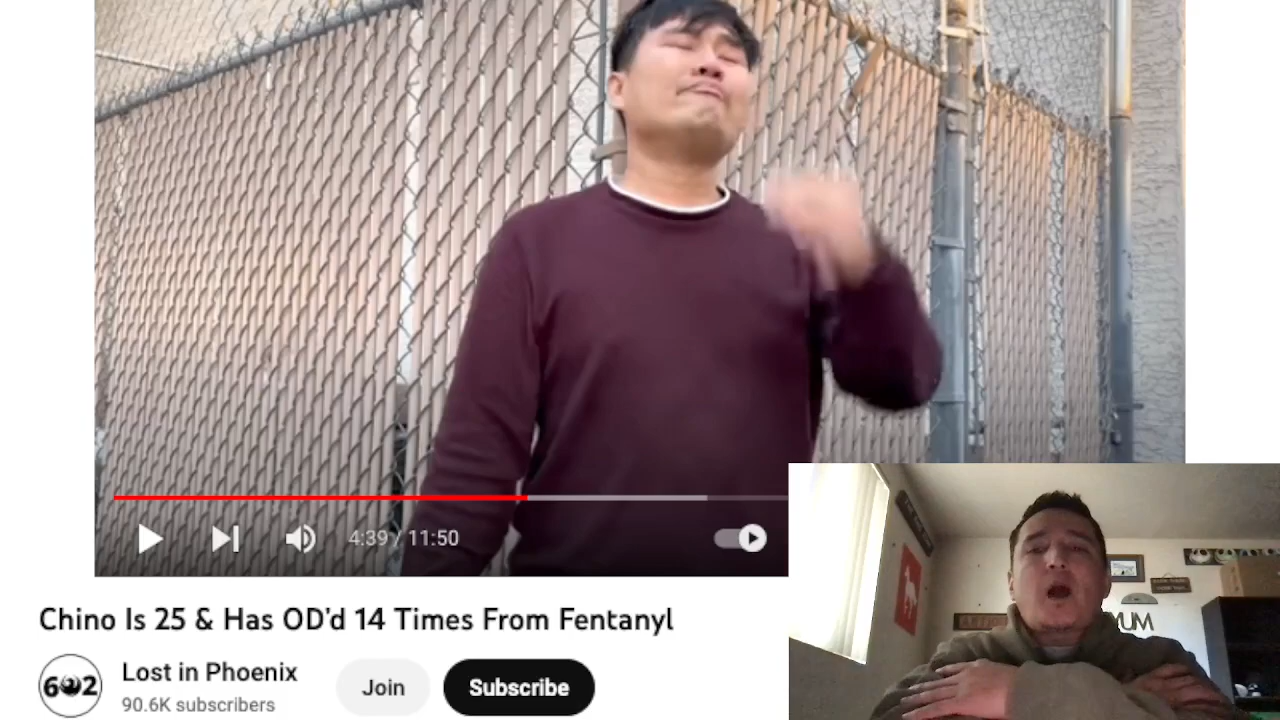 4:39 / 11:50
Chino Is 25 & Has OD'd 14 Times From Fentanyl
602
Lost in Phoenix
90.6K subscribers
Join
Subscribe
YUM